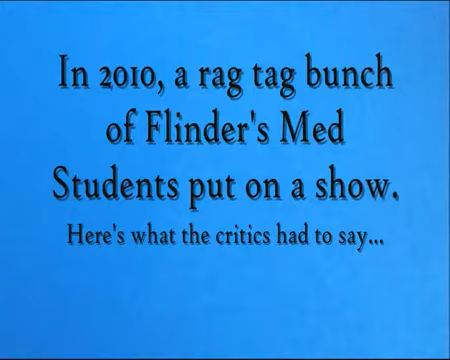 In 2010, a rag tag bunch
of Flinder's Med
Students put on a show.
Here's what the critics had to say...